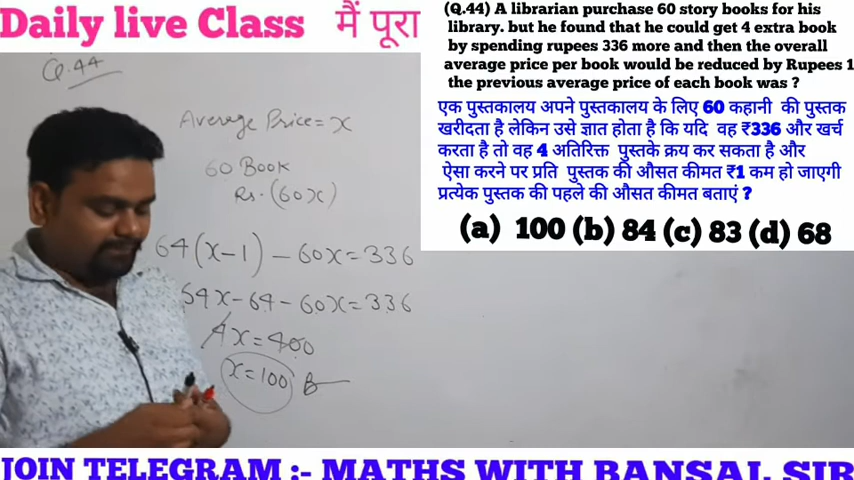 Daily live Class मैं पूरा
(Q.44) A librarian purchase 60 story books for his
library. but he found that he could get 4 extra book
by spending rupees 336 more and then the overall
average price per book would be reduced by Rupees 1
the previous average price of each book was ?
एक पुस्तकालय अपने पुस्तकालय के लिए 60 कहानी की पुस्तक
खरीदता है लेकिन उसे ज्ञात होता है कि यदि वह ₹336 और खर्च
करता है तो वह 4 अतिरिक्त पुस्तके क्रय कर सकता है और
ऐसा करने पर प्रति पुस्तक की औसत कीमत ₹1 कम हो जाएगी
प्रत्येक पुस्तक की पहले की औसत कीमत बताएं ?
(a) 100 (b) 84 (c) 83 (d) 68
Q.44
Average Price = x
60 Book
Rs. (60x)
64(x-1) - 60x = 336
64x - 64 - 60x = 336
4x = 400
x = 100
JOIN TELEGRAM :- MATHS WITH BANSAL SIR